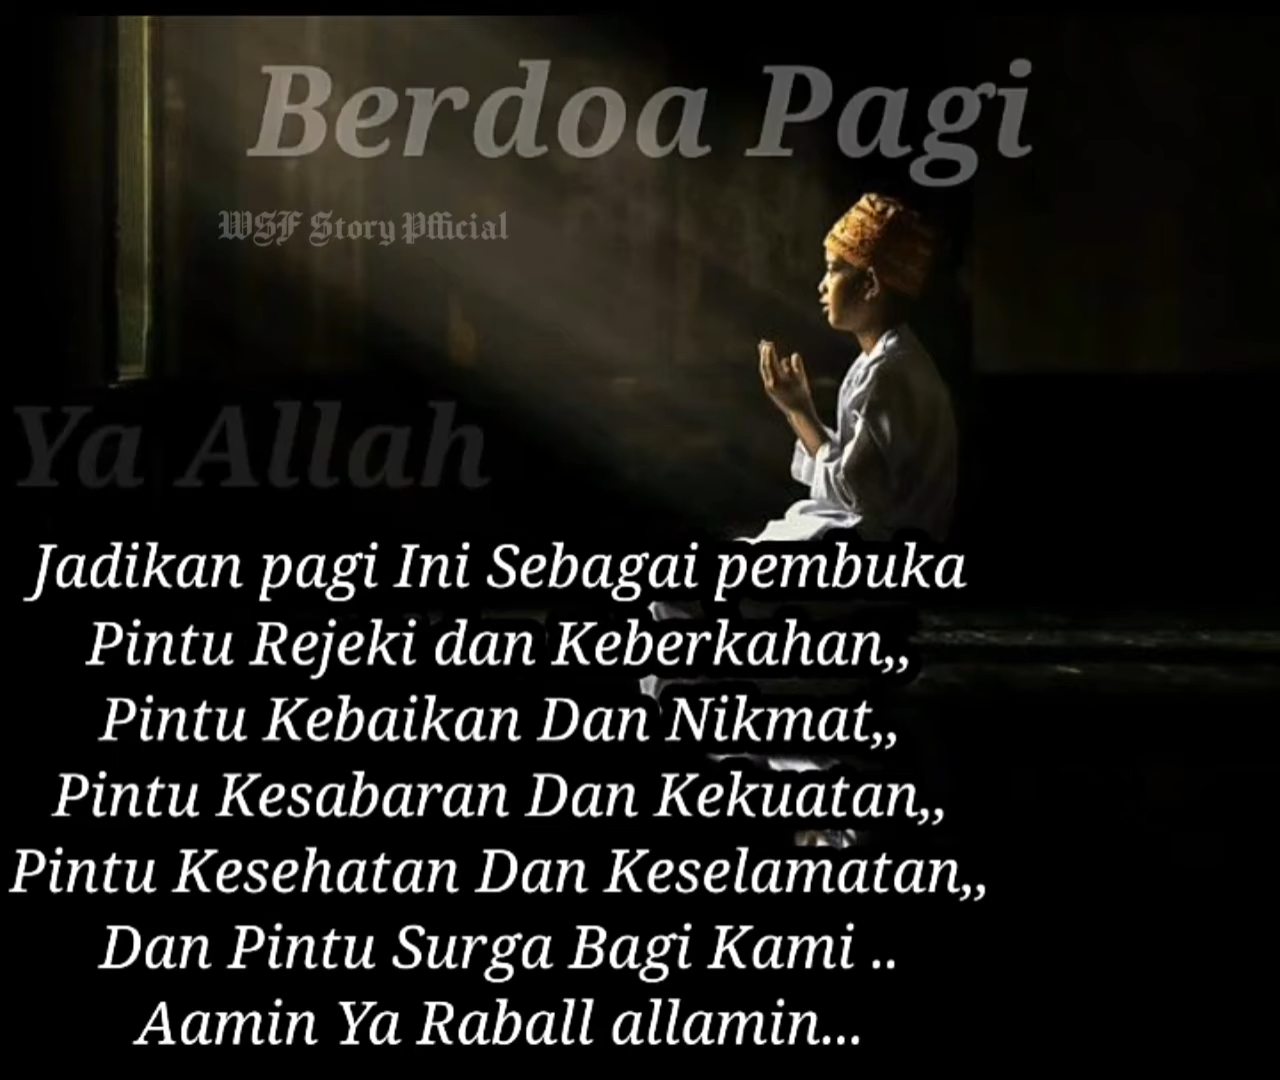 Berdoa Pagi
WSF Story Pfficial
Ya Allah
Jadikan pagi Ini Sebagai pembuka
Pintu Rejeki dan Keberkahan,,
Pintu Kebaikan Dan Nikmat,,
Pintu Kesabaran Dan Kekuatan,,
Pintu Kesehatan Dan Keselamatan,,
Dan Pintu Surga Bagi Kami ..
Aamin Ya Raball allamin...